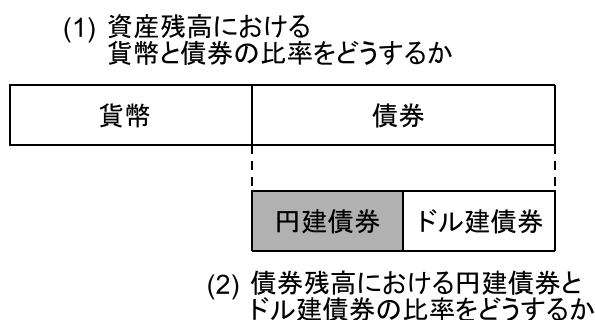 (1) 資産残高における
貨幣と債券の比率をどうするか
貨幣 債券
円建債券 ドル建債券
(2) 債券残高における円建債券と
ドル建債券の比率をどうするか